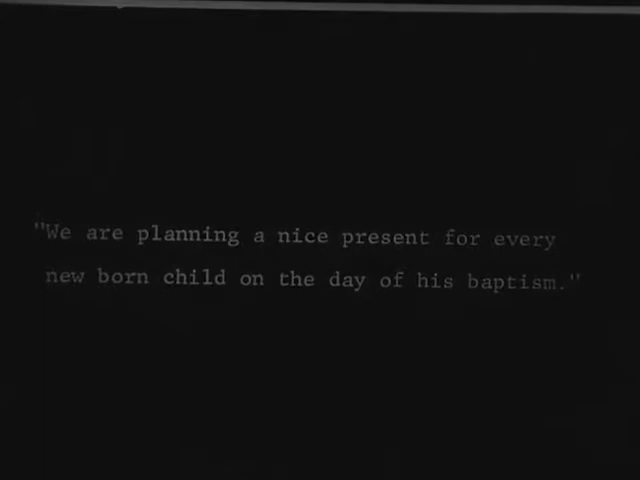 "We are planning a nice present for every
new born child on the day of his baptism."